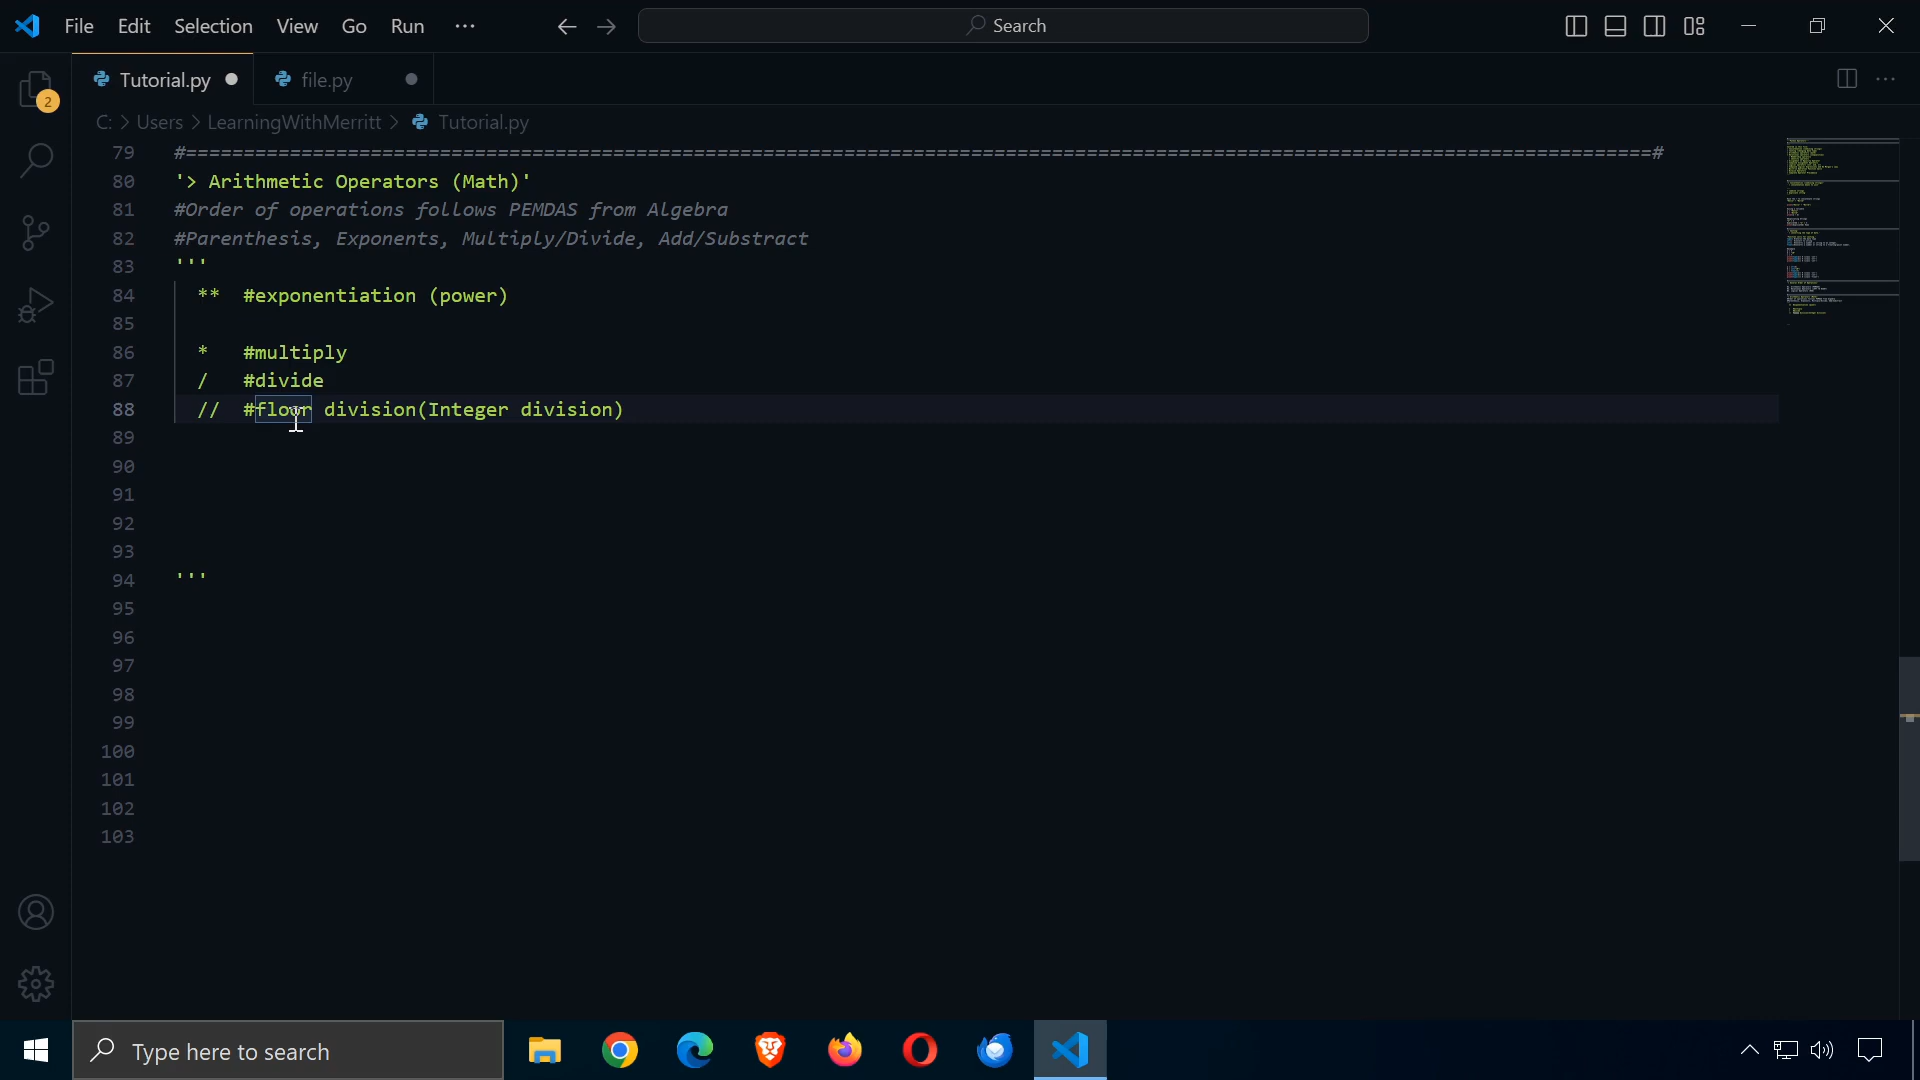 File Edit Selection View Go Run ··· Search
Tutorial.py file.py
2
C: > Users > LearningWithMerritt > Tutorial.py
79 #===============================================================================================================================#
80 '> Arithmetic Operators (Math)'
81 #Order of operations follows PEMDAS from Algebra
82 #Parenthesis, Exponents, Multiply/Divide, Add/Substract
83 '''
84 ** #exponentiation (power)
85
86 * #multiply
87 / #divide
88 // #floor division(Integer division)
89
90
91
92
93
94 '''
95
96
97
98
99
100
101
102
103
Type here to search